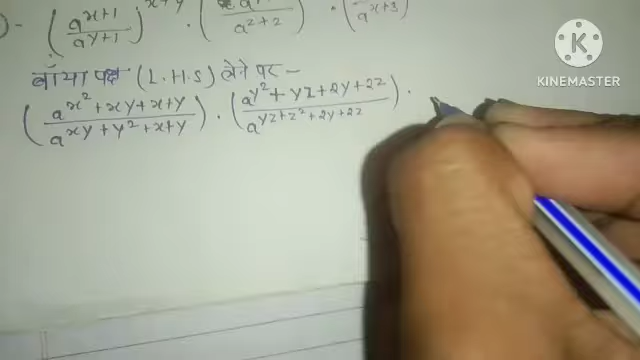 (a^x+1 / a^y+1)^x+y · (a^y / a^z+2) · ( a^x+3)
KINEMASTER
बाँया पक्ष (L.H.S) लेने पर -
(a^x²+xy+x+y / a^xy+y²+x+y) · (a^y²+yz+2y+2z / a^yz+z²+2y+2z) ·